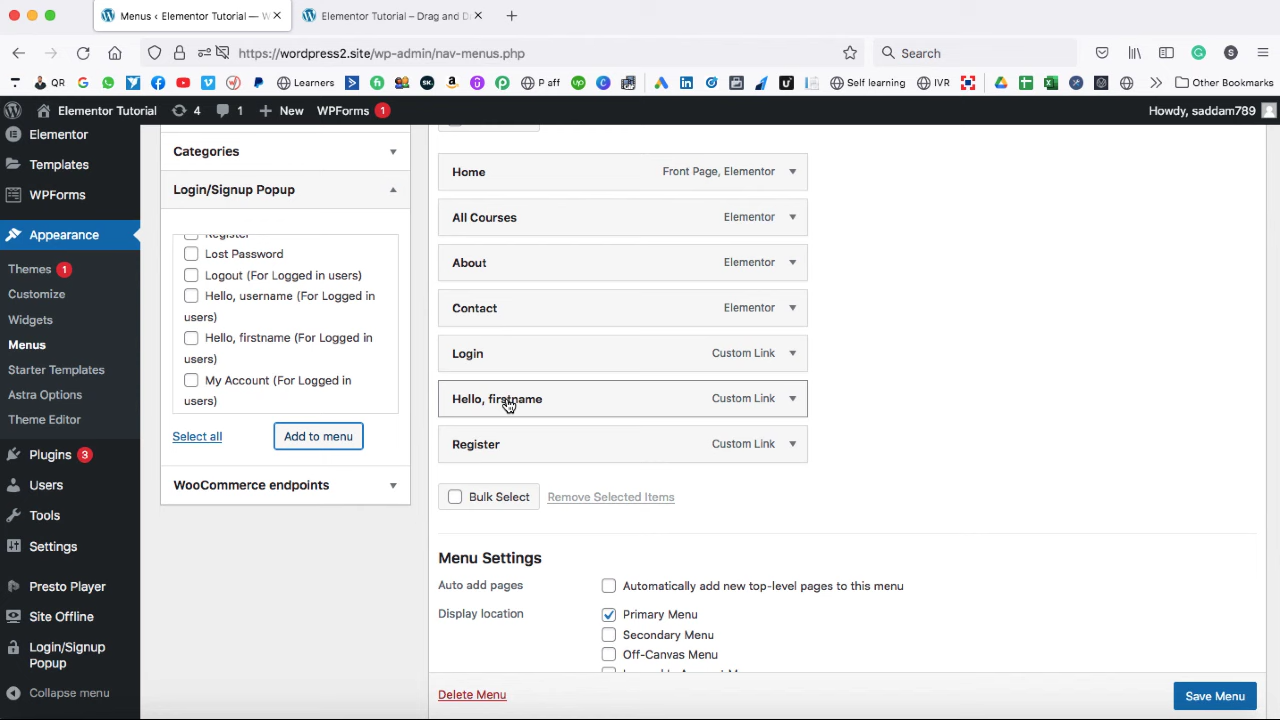 Menus ‹ Elementor Tutorial — W
Elementor Tutorial – Drag and D
https://wordpress2.site/wp-admin/nav-menus.php
Search
QR
Learners
P aff
Self learning
IVR
Other Bookmarks
Elementor Tutorial
4
1
New
WPForms 1
Howdy, saddam789
Elementor
Templates
WPForms
Appearance
Themes 1
Customize
Widgets
Menus
Starter Templates
Astra Options
Theme Editor
Plugins 3
Users
Tools
Settings
Presto Player
Site Offline
Login/Signup
Popup
Collapse menu
Categories
Login/Signup Popup
Register
Lost Password
Logout (For Logged in users)
Hello, username (For Logged in
users)
Hello, firstname (For Logged in
users)
My Account (For Logged in
users)
Select all
Add to menu
WooCommerce endpoints
Home Front Page, Elementor
All Courses Elementor
About Elementor
Contact Elementor
Login Custom Link
Hello, firstname Custom Link
Register Custom Link
Bulk Select Remove Selected Items
Menu Settings
Auto add pages
Automatically add new top-level pages to this menu
Display location
Primary Menu
Secondary Menu
Off-Canvas Menu
Delete Menu
Save Menu